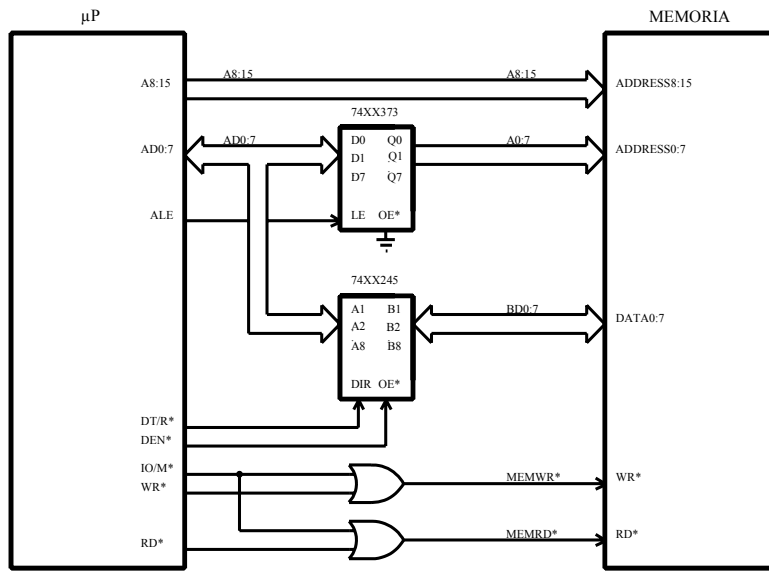 µP
MEMORIA
A8:15
A8:15
A8:15
ADDRESS8:15
74XX373
AD0:7
AD0:7
D0
Q0
D1
Q1
D7
Q7
A0:7
ADDRESS0:7
ALE
LE
OE*
74XX245
A1
B1
A2
B2
A8
B8
BD0:7
DATA0:7
DIR
OE*
DT/R*
DEN*
IO/M*
WR*
MEMWR*
WR*
RD*
MEMRD*
RD*